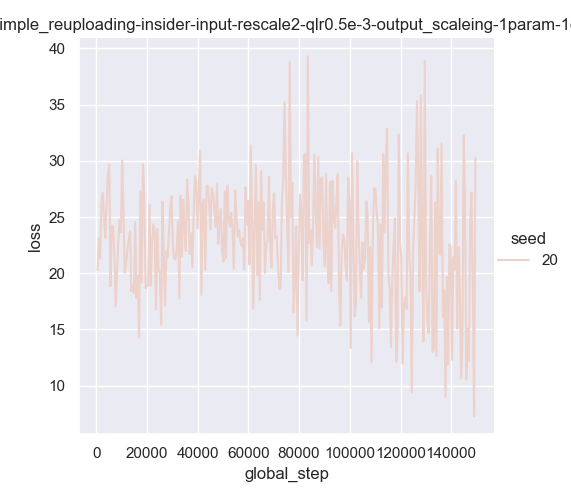 imple_reuploading-insider-input-rescale2-qlr0.5e-3-output_scaleing-1param-1
40
35
30
25
20
15
10
loss
seed
20
0 20000 40000 60000 80000 100000 120000 140000
global_step